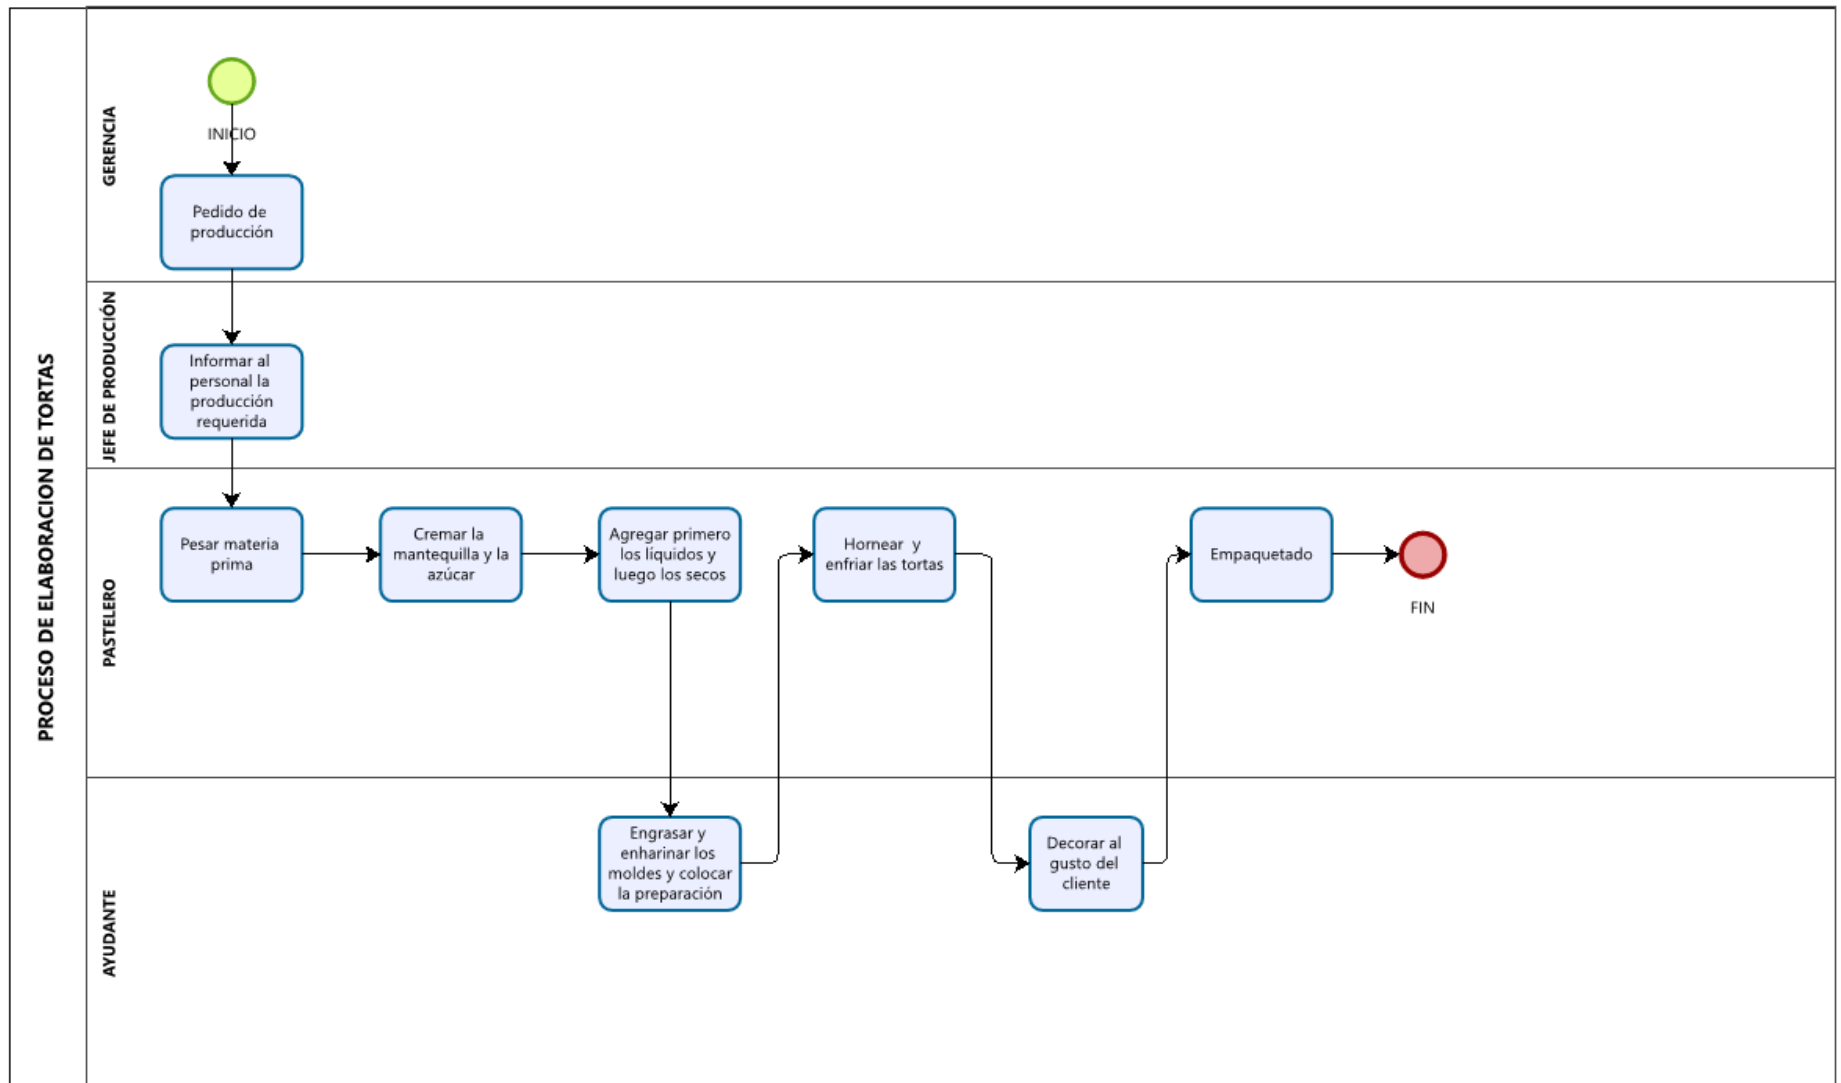 PROCESO DE ELABORACION DE TORTAS
GERENCIA
INICIO
Pedido de
producción
JEFE DE PRODUCCIÓN
Informar al
personal la
producción
requerida
PASTELERO
Pesar materia
prima
Cremar la
mantequilla y la
azúcar
Agregar primero
los líquidos y
luego los secos
Hornear y
enfriar las tortas
Empaquetado
FIN
AYUDANTE
Engrasar y
enharinar los
moldes y colocar
la preparación
Decorar al
gusto del
cliente